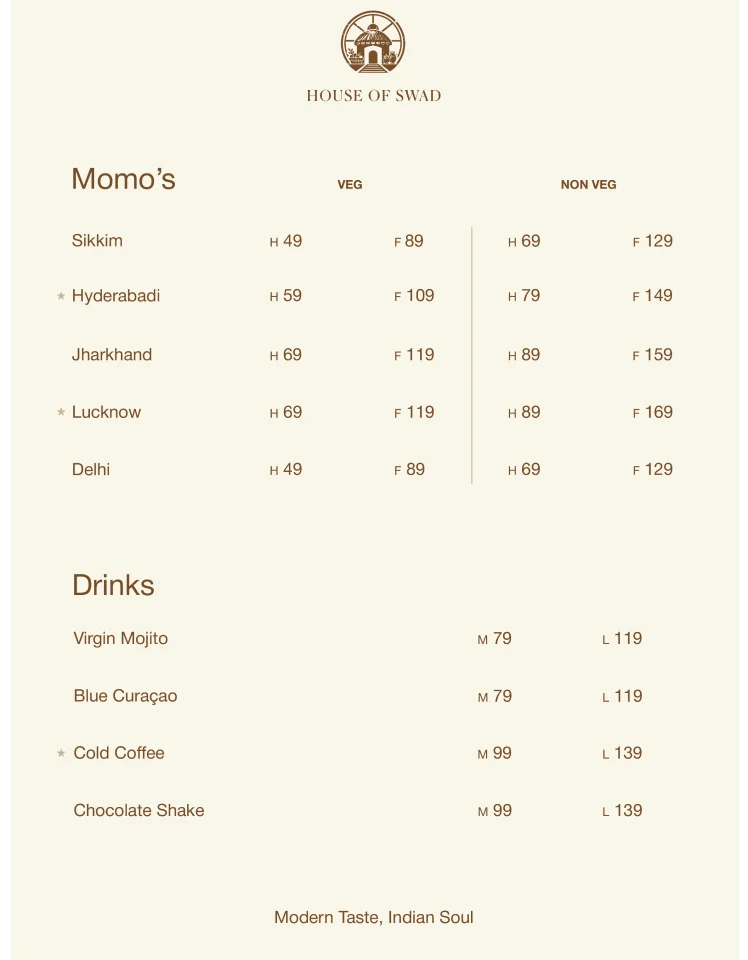 HOUSE OF SWAD
Momo’s VEG NON VEG
Sikkim H 49 F 89 H 69 F 129
★ Hyderabadi H 59 F 109 H 79 F 149
Jharkhand H 69 F 119 H 89 F 159
★ Lucknow H 69 F 119 H 89 F 169
Delhi H 49 F 89 H 69 F 129
Drinks
Virgin Mojito M 79 L 119
Blue Curaçao M 79 L 119
★ Cold Coffee M 99 L 139
Chocolate Shake M 99 L 139
Modern Taste, Indian Soul